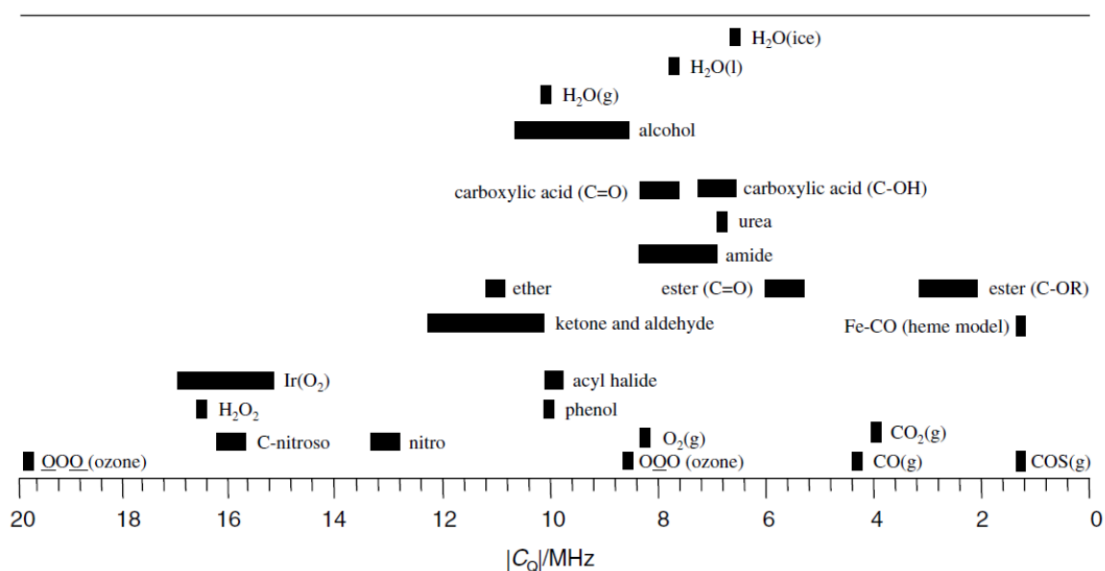 H₂O(ice)
H₂O(l)
H₂O(g)
alcohol
carboxylic acid (C=O) carboxylic acid (C-OH)
urea
amide
ether ester (C=O) ester (C-OR)
ketone and aldehyde Fe-CO (heme model)
Ir(O₂) acyl halide
H₂O₂ phenol
C-nitroso nitro O₂(g) CO₂(g)
OOO (ozone) OOO (ozone) CO(g) COS(g)
20 18 16 14 12 10 8 6 4 2 0
|C_Q|/MHz